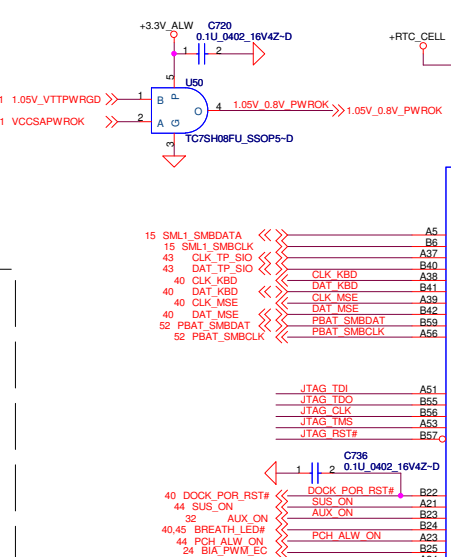 +3.3V_ALW
C720
0.1U_0402_16V4Z~D
1 2
+RTC_CELL
5
U50
1 1.05V_VTTPWRGD 1 B P
O 4 1.05V_0.8V_PWROK 1.05V_0.8V_PWROK
1 VCCSAPWROK 2 A G
TC7SH08FU_SSOP5~D
3
15 SML1_SMBDATA A5
15 SML1_SMBCLK B6
43 CLK_TP_SIO A37
43 DAT_TP_SIO B40
40 CLK_KBD CLK_KBD A38
40 DAT_KBD DAT_KBD B41
40 CLK_MSE CLK_MSE A39
40 DAT_MSE DAT_MSE B42
52 PBAT_SMBDAT PBAT_SMBDAT B59
52 PBAT_SMBCLK PBAT_SMBCLK A56
JTAG_TDI A51
JTAG_TDO B55
JTAG_CLK B56
JTAG_TMS A53
JTAG_RST# B57
C736
1 2 0.1U_0402_16V4Z~D
40 DOCK_POR_RST# DOCK_POR_RST# B22
44 SUS_ON SUS_ON A21
32 AUX_ON AUX_ON B23
40,45 BREATH_LED# B24
44 PCH_ALW_ON PCH_ALW_ON A23
24 BIA_PWM_EC B25